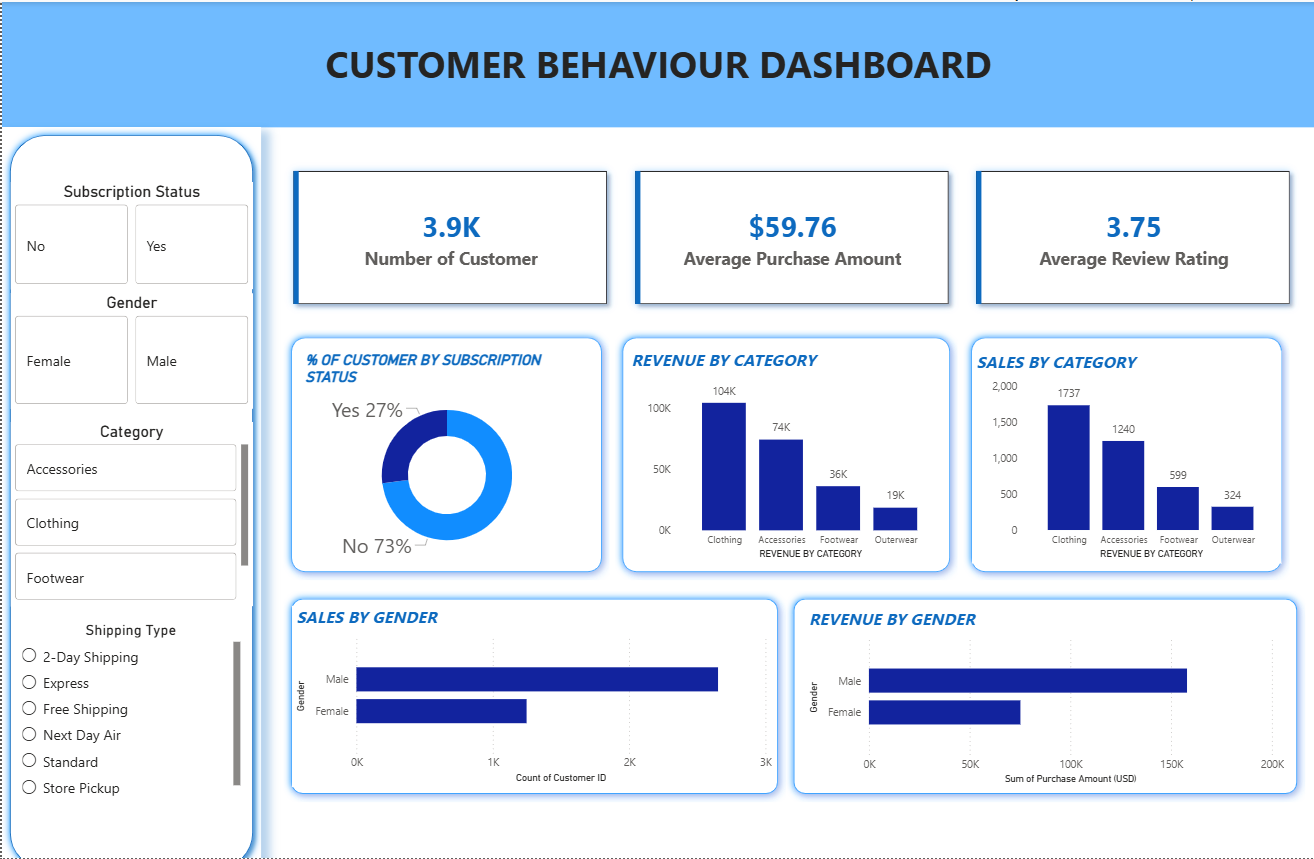 CUSTOMER BEHAVIOUR DASHBOARD
Subscription Status
No
Yes
Gender
Female
Male
Category
Accessories
Clothing
Footwear
Shipping Type
2-Day Shipping
Express
Free Shipping
Next Day Air
Standard
Store Pickup
3.9K
Number of Customer
$59.76
Average Purchase Amount
3.75
Average Review Rating
% OF CUSTOMER BY SUBSCRIPTION
STATUS
Yes 27%
No 73%
REVENUE BY CATEGORY
100K
50K
0K
104K
74K
36K
19K
Clothing
Accessories
Footwear
Outerwear
REVENUE BY CATEGORY
SALES BY CATEGORY
2,000
1,500
1,000
500
0
1737
1240
599
324
Clothing
Accessories
Footwear
Outerwear
REVENUE BY CATEGORY
SALES BY GENDER
Gender
Male
Female
0K
1K
2K
3K
Count of Customer ID
REVENUE BY GENDER
Gender
Male
Female
0K
50K
100K
150K
200K
Sum of Purchase Amount (USD)